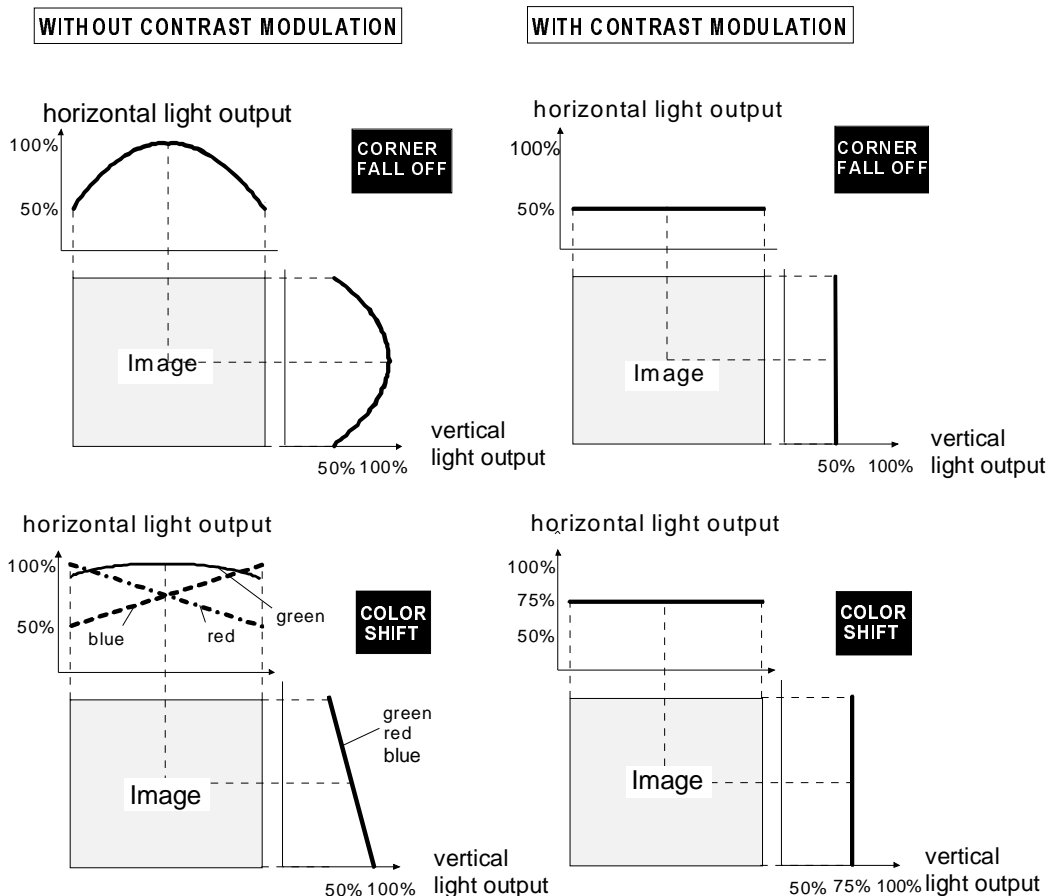 WITHOUT CONTRAST MODULATION
WITH CONTRAST MODULATION
horizontal light output
100%
50%
CORNER
FALL OFF
Image
vertical
light output
50% 100%
horizontal light output
100%
50%
CORNER
FALL OFF
Image
vertical
light output
50% 100%
horizontal light output
100%
50%
blue
red
green
COLOR
SHIFT
green
red
blue
Image
vertical
light output
50% 100%
horizontal light output
100%
75%
50%
COLOR
SHIFT
Image
vertical
light output
50% 75% 100%